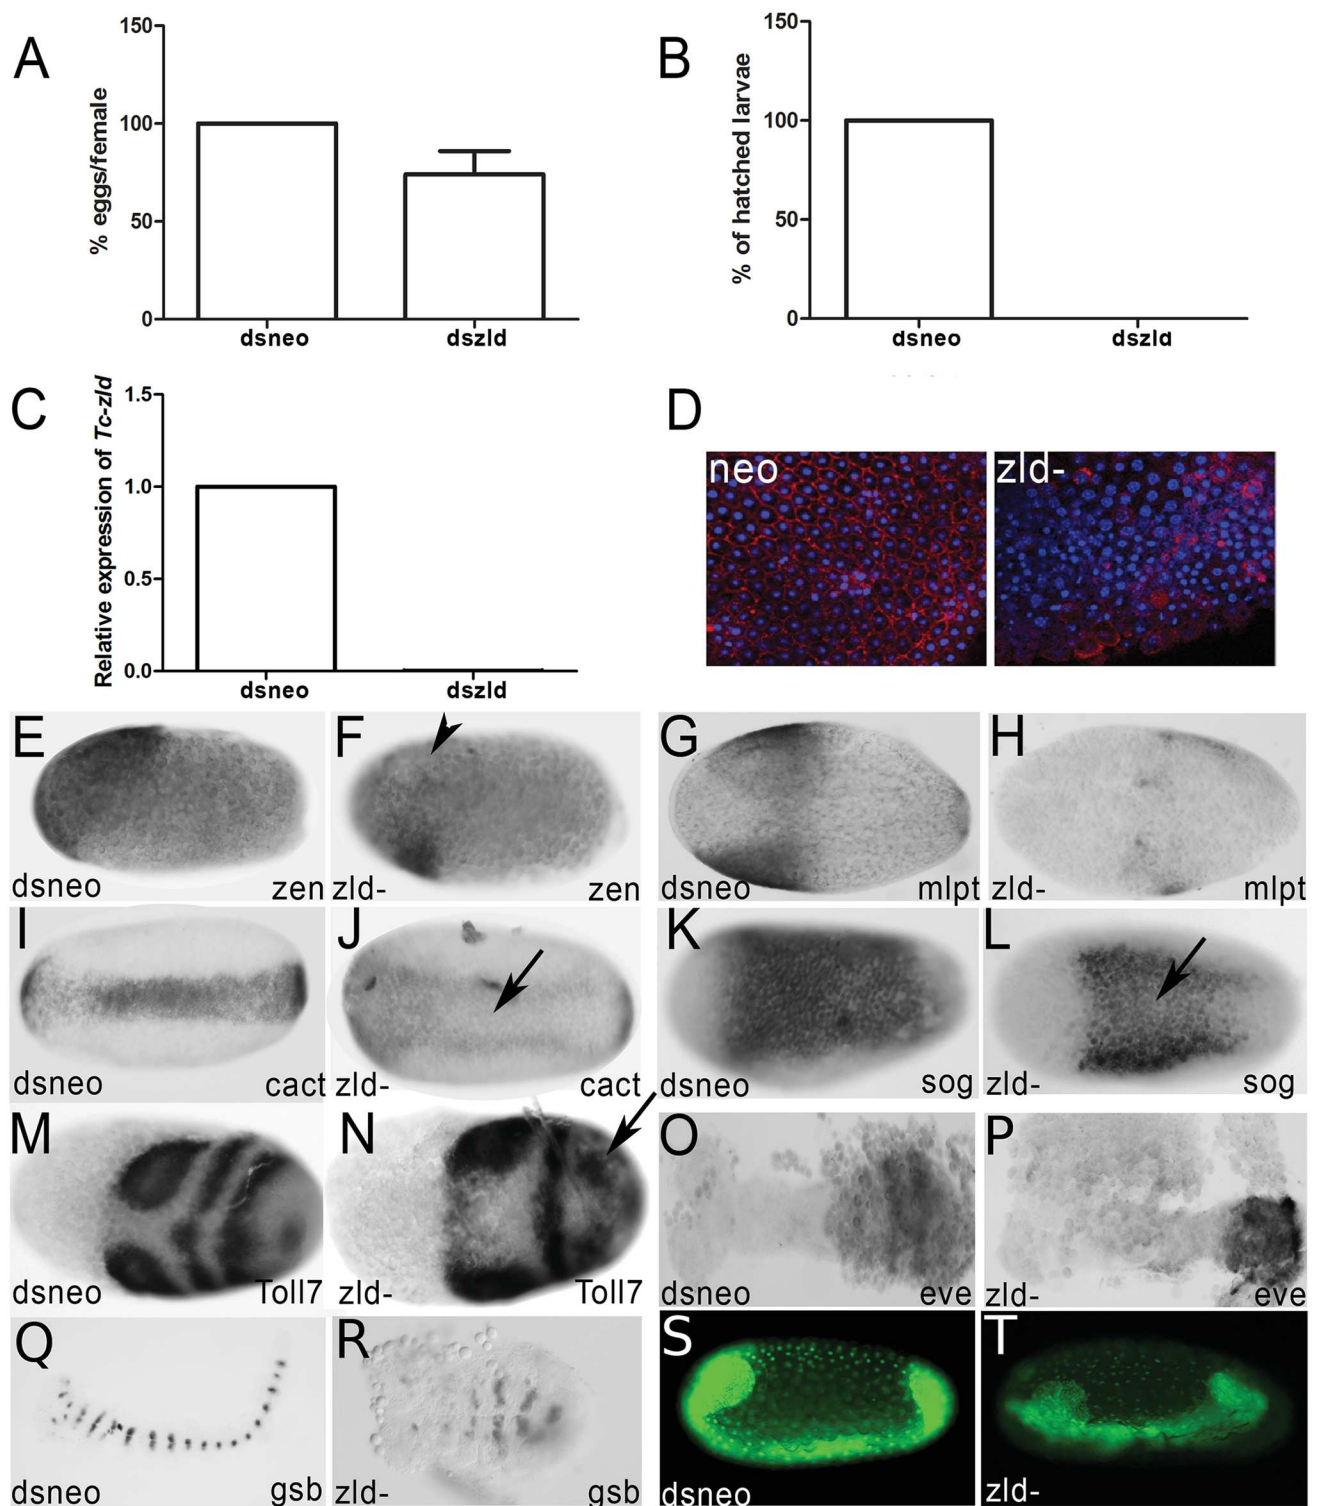 A
% eggs/female
150
100
50
0
dsneo
dszld
B
% of hatched larvae
150
100
50
0
dsneo
dszld
C
Relative expression of Tc-zld
1.5
1.0
0.5
0.0
dsneo
dszld
D
neo
zld-
E
dsneo
zen
F
zld-
zen
G
dsneo
mlpt
H
zld-
mlpt
I
dsneo
cact
J
zld-
cact
K
dsneo
sog
L
zld-
sog
M
dsneo
Toll7
N
zld-
Toll7
O
dsneo
eve
P
zld-
eve
Q
dsneo
gsb
R
zld-
gsb
S
dsneo
T
zld-